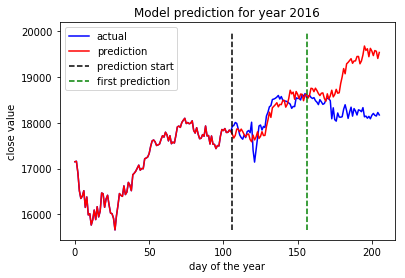 Model prediction for year 2016
actual
prediction
prediction start
first prediction
close value
20000
19000
18000
17000
16000
0 50 100 150 200
day of the year